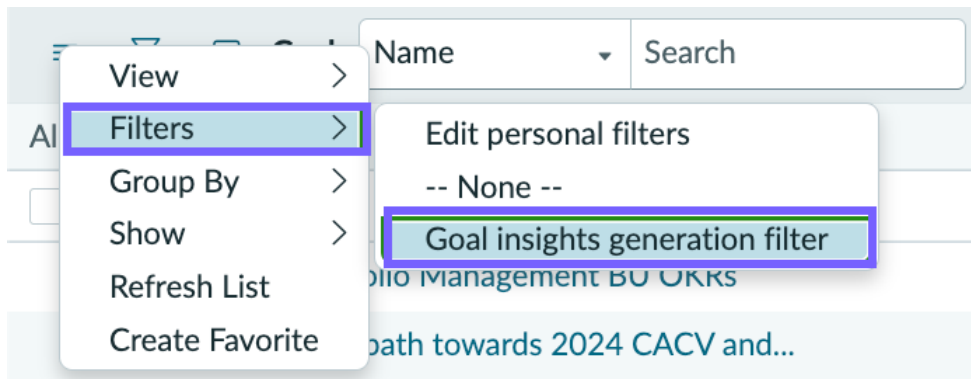 Name
Search
View
Filters
Group By
Show
Refresh List
Create Favorite
Edit personal filters
-- None --
Goal insights generation filter
Al
Management BU OKRs
path towards 2024 CACV and...